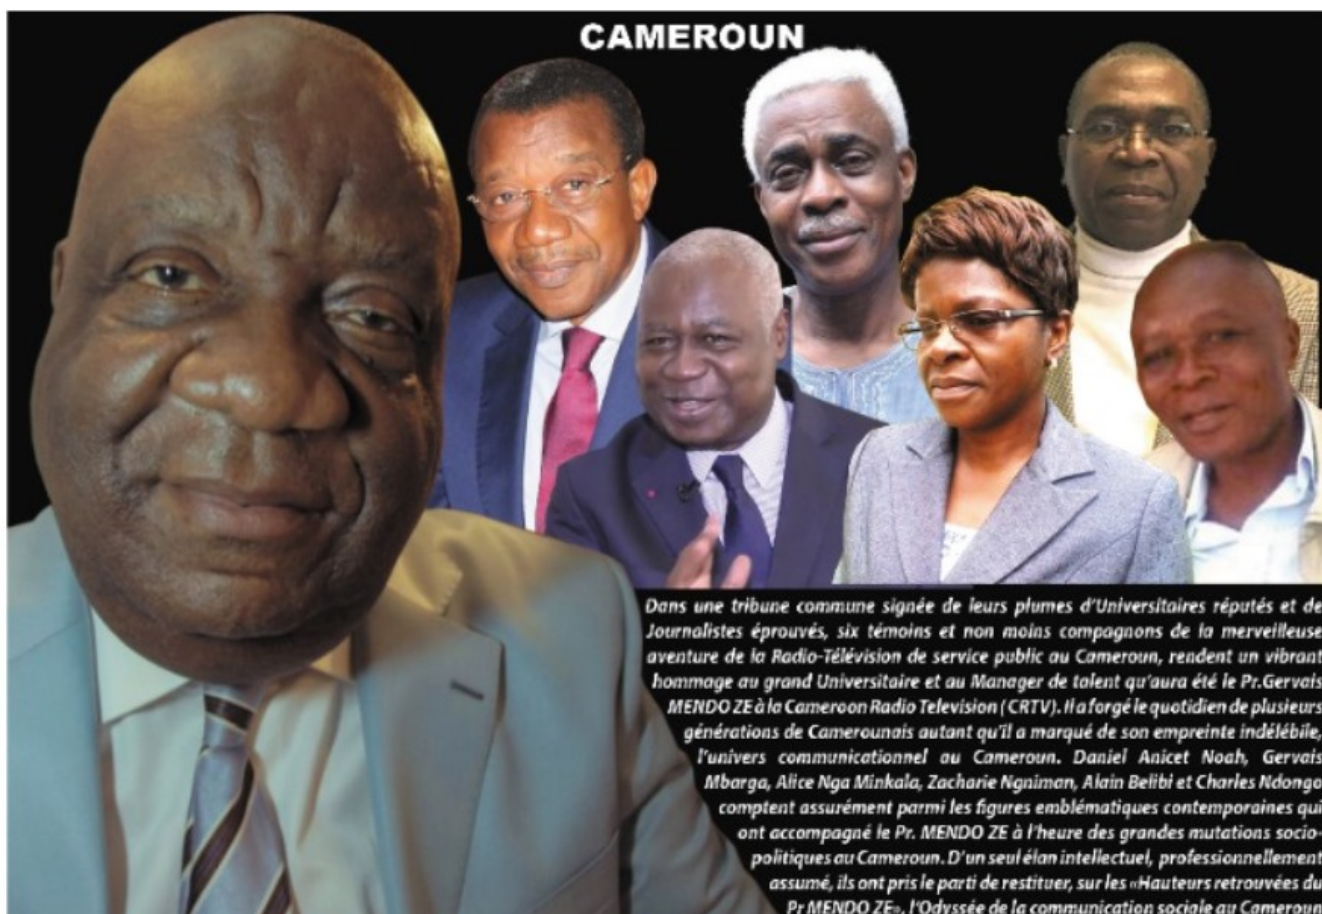 CAMEROUN
Dans une tribune commune signée de leurs plumes d'Universitaires réputés et de
Journalistes éprouvés, six témoins et non moins compagnons de la merveilleuse
aventure de la Radio-Télévision de service public au Cameroun, rendent un vibrant
hommage au grand Universitaire et au Manager de talent qu'aura été le Pr.Gervais
MENDO ZE à la Cameroon Radio Television (CRTV). Il a forgé le quotidien de plusieurs
générations de Camerounais autant qu'il a marqué de son empreinte indélébile,
l'univers communicationnel au Cameroun. Daniel Anicet Noah, Gervais
Mbarga, Alice Nga Minkala, Zacharie Ngniman, Alain Belibi et Charles Ndongo
comptent assurément parmi les figures emblématiques contemporaines qui
ont accompagné le Pr. MENDO ZE à l'heure des grandes mutations socio-
politiques au Cameroun. D'un seul élan intellectuel, professionnellement
assumé, ils ont pris le parti de restituer, sur les «Hauteurs retrouvées du
Pr MENDO ZE», l'Odyssée de la communication sociale au Cameroun